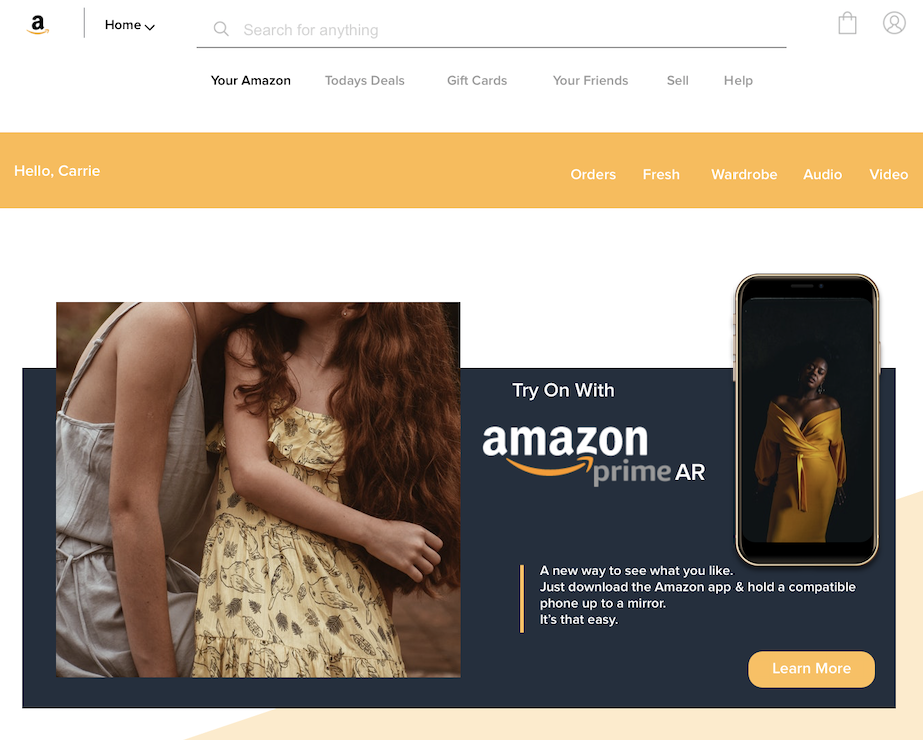 a
Home
Search for anything
Your Amazon Todays Deals Gift Cards Your Friends Sell Help
Hello, Carrie
Orders Fresh Wardrobe Audio Video
Try On With
amazon
prime AR
A new way to see what you like.
Just download the Amazon app & hold a compatible
phone up to a mirror.
It's that easy.
Learn More